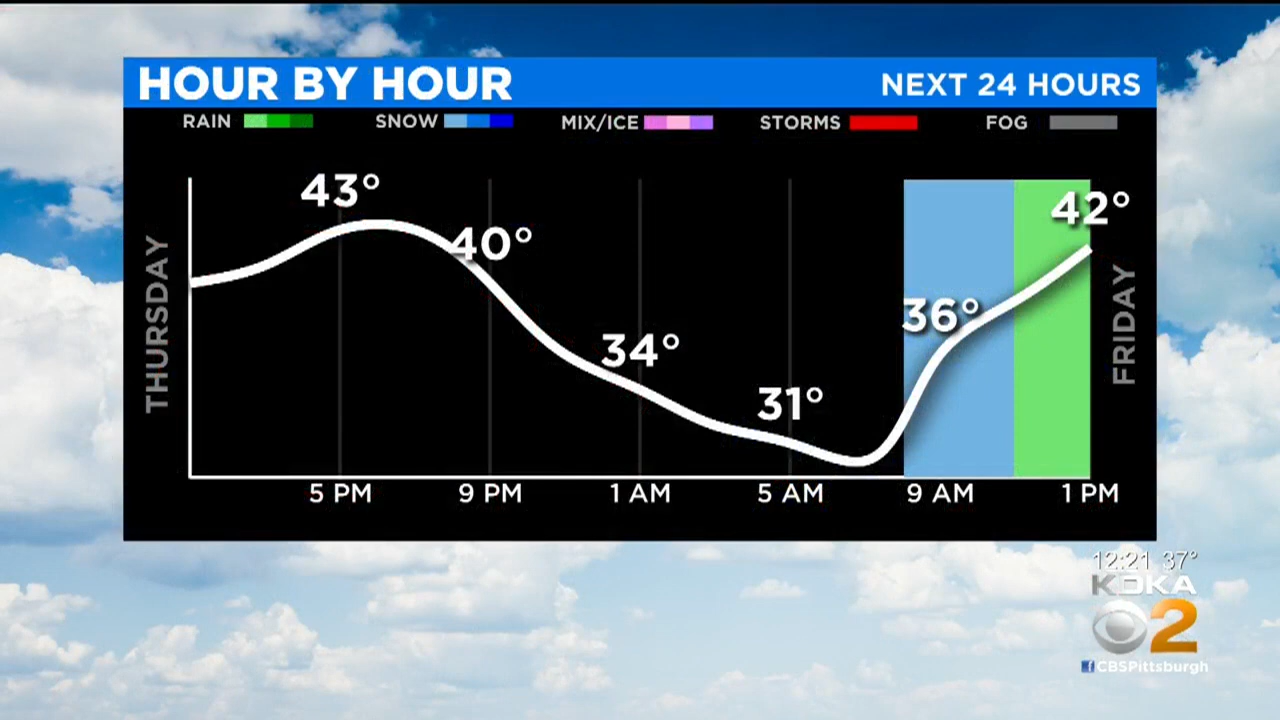 HOUR BY HOUR
NEXT 24 HOURS
RAIN
SNOW
MIX/ICE
STORMS
FOG
THURSDAY
43°
40°
34°
31°
36°
42°
FRIDAY
5 PM
9 PM
1 AM
5 AM
9 AM
1 PM
12:21 37°
KDKA
2
f CBSPittsburgh